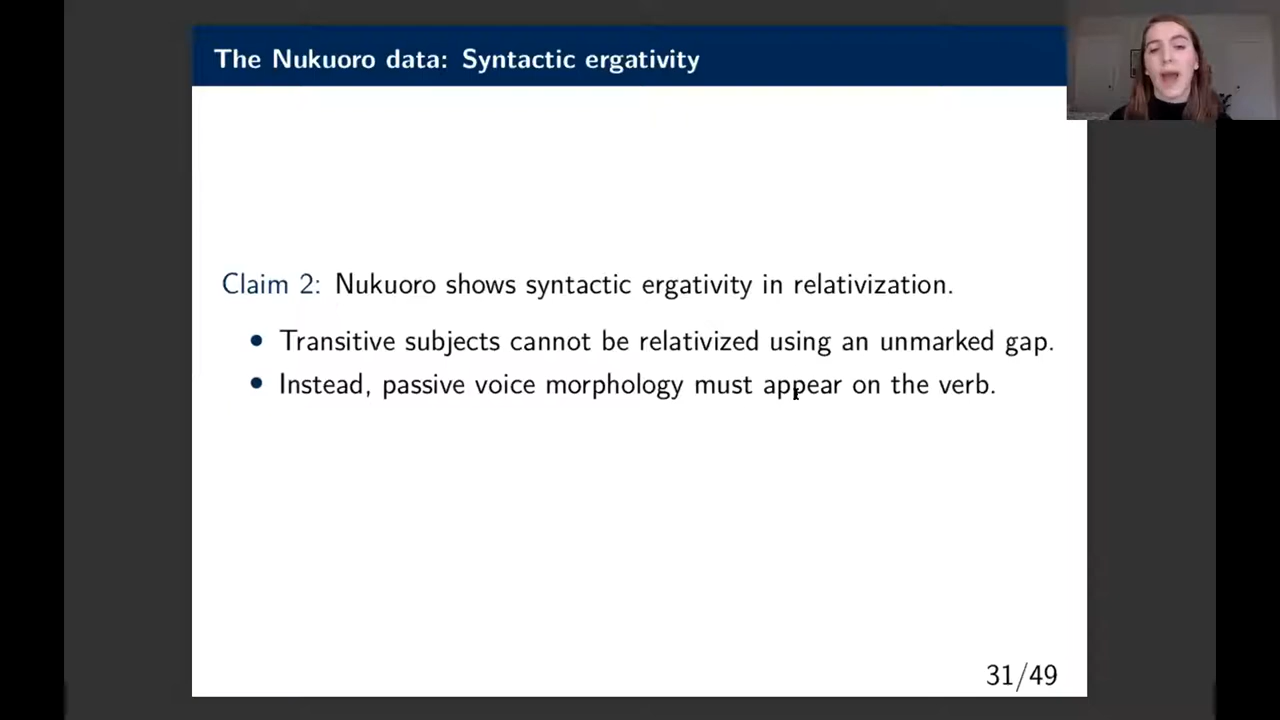 The Nukuoro data: Syntactic ergativity
Claim 2: Nukuoro shows syntactic ergativity in relativization.
• Transitive subjects cannot be relativized using an unmarked gap.
• Instead, passive voice morphology must appear on the verb.
31/49